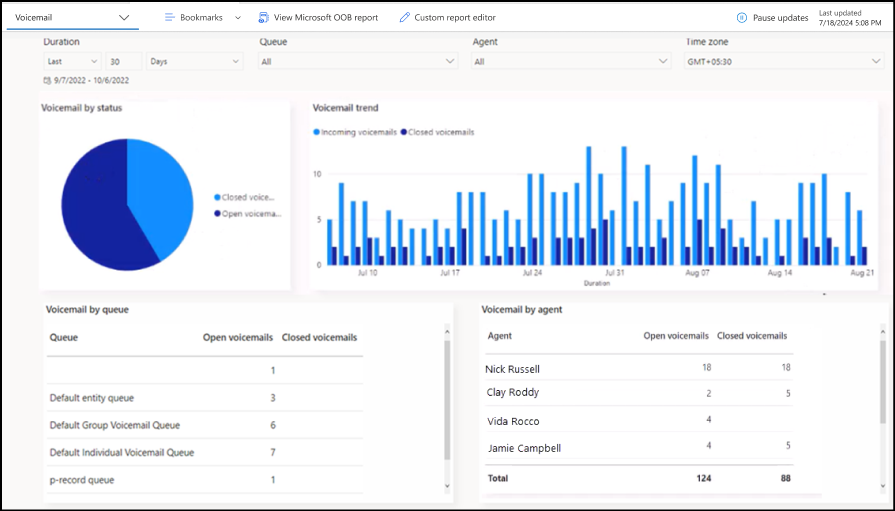 Voicemail
Bookmarks
View Microsoft OOB report
Custom report editor
Pause updates
Last updated
7/18/2024 5:08 PM
Duration
Queue
Agent
Time zone
Last
30
Days
All
All
GMT+05:30
9/7/2022 - 10/6/2022
Voicemail by status
Closed voice...
Open voicema...
Voicemail trend
Incoming voicemails
Closed voicemails
10
5
0
Jul 10
Jul 17
Jul 24
Jul 31
Aug 07
Aug 14
Aug 21
Duration
Voicemail by queue
Queue Open voicemails Closed voicemails
1
Default entity queue 3
Default Group Voicemail Queue 6
Default Individual Voicemail Queue 7
p-record queue 1
Voicemail by agent
Agent Open voicemails Closed voicemails
Nick Russell 18 18
Clay Roddy 2 5
Vida Rocco 4
Jamie Campbell 4 5
Total 124 88